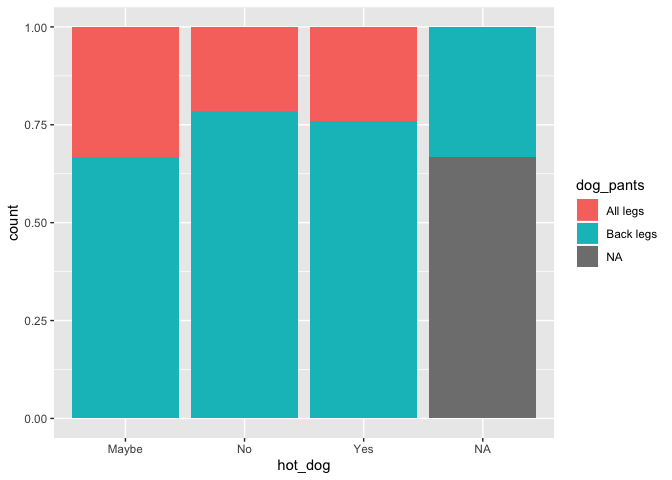 1.00
0.75
0.50
0.25
0.00
count
Maybe No Yes NA
hot_dog
dog_pants
All legs
Back legs
NA